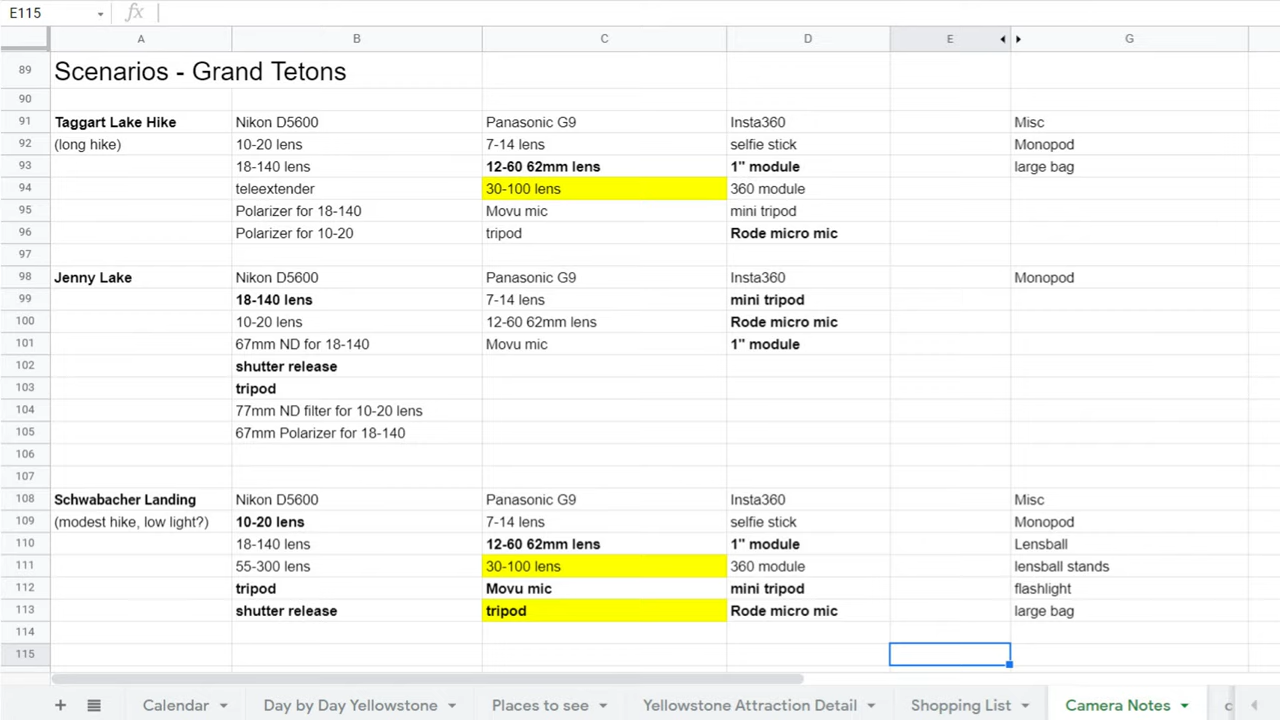 E115 fx
A B C D E G
89 Scenarios - Grand Tetons
90
91 Taggart Lake Hike Nikon D5600 Panasonic G9 Insta360 Misc
92 (long hike) 10-20 lens 7-14 lens selfie stick Monopod
93 18-140 lens 12-60 62mm lens 1" module large bag
94 teleextender 30-100 lens 360 module
95 Polarizer for 18-140 Movu mic mini tripod
96 Polarizer for 10-20 tripod Rode micro mic
97
98 Jenny Lake Nikon D5600 Panasonic G9 Insta360 Monopod
99 18-140 lens 7-14 lens mini tripod
100 10-20 lens 12-60 62mm lens Rode micro mic
101 67mm ND for 18-140 Movu mic 1" module
102 shutter release
103 tripod
104 77mm ND filter for 10-20 lens
105 67mm Polarizer for 18-140
106
107
108 Schwabacher Landing Nikon D5600 Panasonic G9 Insta360 Misc
109 (modest hike, low light?) 10-20 lens 7-14 lens selfie stick Monopod
110 18-140 lens 12-60 62mm lens 1" module Lensball
111 55-300 lens 30-100 lens 360 module lensball stands
112 tripod Movu mic mini tripod flashlight
113 shutter release tripod Rode micro mic large bag
114
115
+ Calendar Day by Day Yellowstone Places to see Yellowstone Attraction Detail Shopping List Camera Notes